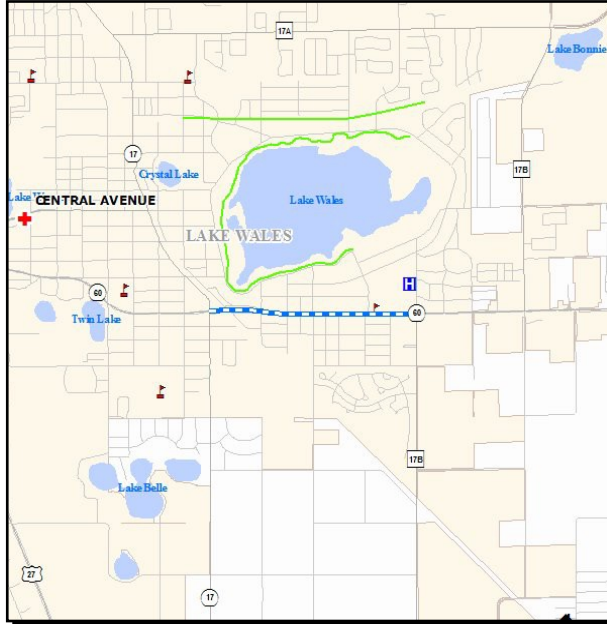 17A
Lake Bonnie
17
17B
Crystal Lake
Lake W
CENTRAL AVENUE
Lake Wales
LAKE WALES
H
60
Twin Lake
60
17B
Lake Belle
27
17